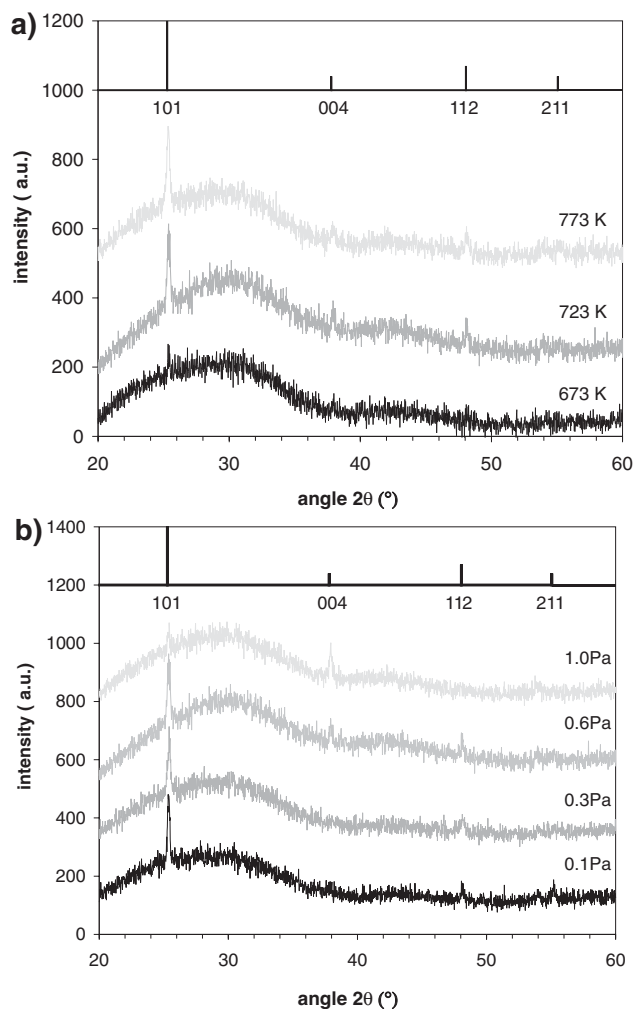 a)
1200
1000
800
600
400
200
0
intensity ( a.u.)
101 004 112 211
773 K
723 K
673 K
20 30 40 50 60
angle 2θ (°)
b)
1400
1200
1000
800
600
400
200
0
intensity ( a.u.)
101 004 112 211
1.0Pa
0.6Pa
0.3Pa
0.1Pa
20 30 40 50 60
angle 2θ (°)